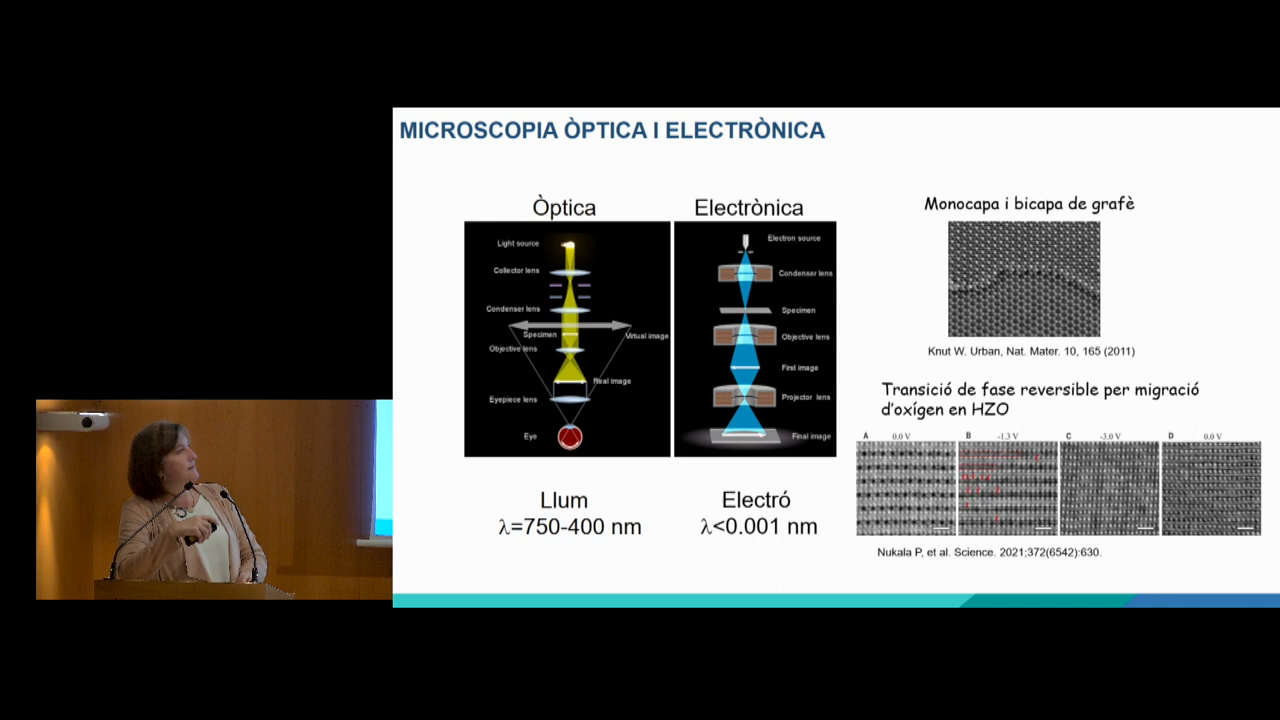 MICROSCOPIA ÒPTICA I ELECTRÒNICA
Òptica
Light source
Collector lens
Condenser lens
Specimen
Virtual image
Objective lens
Real image
Eyepiece lens
Eye
Llum
λ=750-400 nm
Electrònica
Electron source
Condenser lens
Specimen
Objective lens
First image
Projector lens
Final image
Electró
λ<0.001 nm
Monocapa i bicapa de grafè
Knut W. Urban, Nat. Mater. 10, 165 (2011)
Transició de fase reversible per migració
d'oxígen en HZO
A 0.0 V B -1.3 V C -3.0 V D 0.0 V
Nukala P, et al. Science. 2021;372(6542):630.